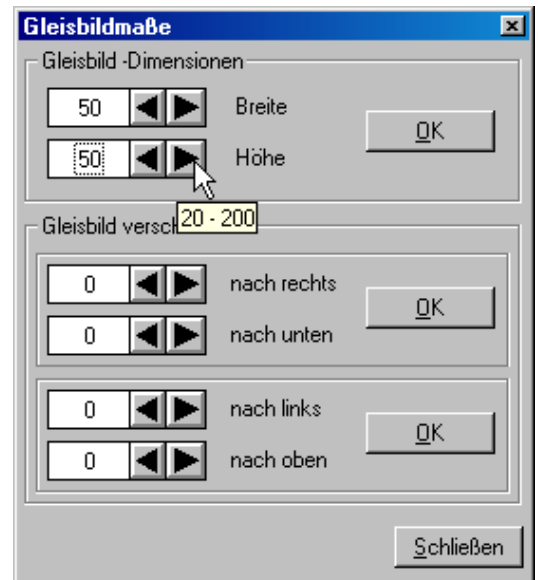 Gleisbildmaße
Gleisbild -Dimensionen
50 Breite
OK
50 Höhe
20 - 200
Gleisbild
0 nach rechts
OK
0 nach unten
0 nach links
OK
0 nach oben
Schließen